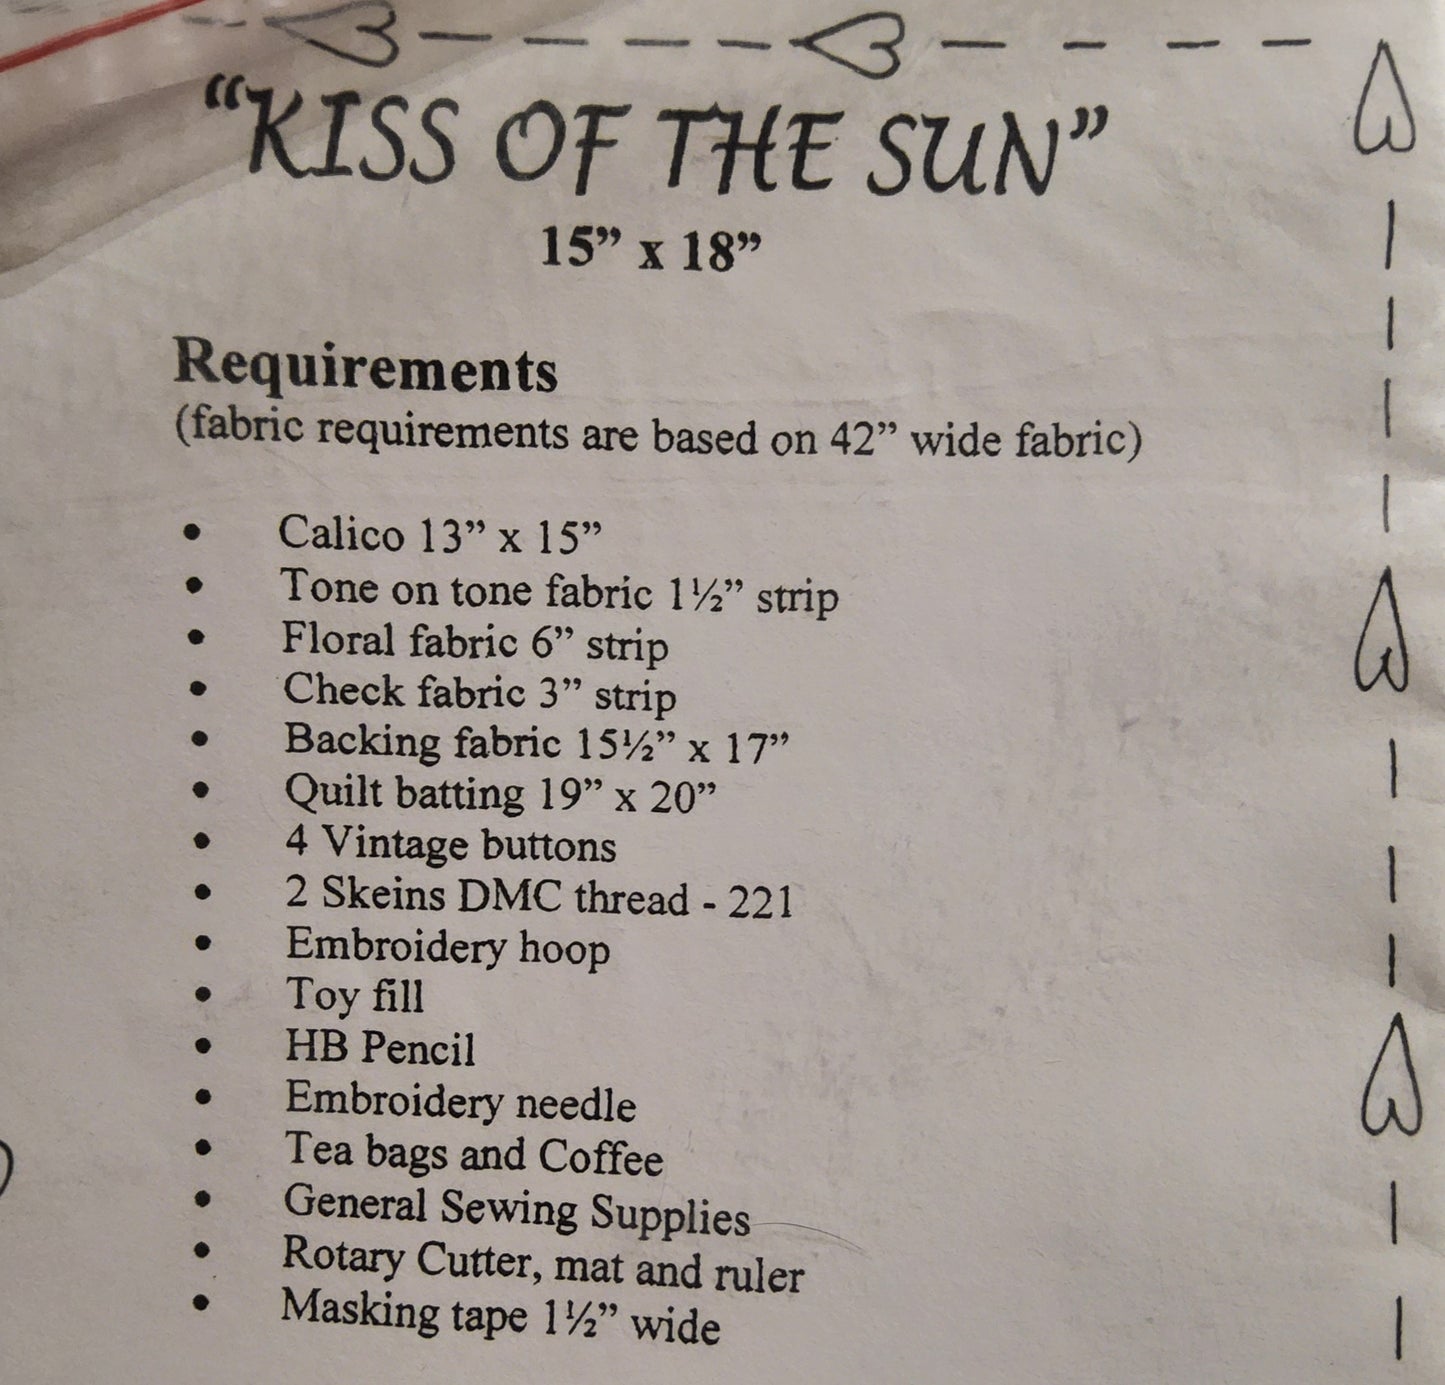 “KISS OF THE SUN”
15” x 18”
Requirements
(fabric requirements are based on 42” wide fabric)
• Calico 13” x 15”
• Tone on tone fabric 1½” strip
• Floral fabric 6” strip
• Check fabric 3” strip
• Backing fabric 15½” x 17”
• Quilt batting 19” x 20”
• 4 Vintage buttons
• 2 Skeins DMC thread - 221
• Embroidery hoop
• Toy fill
• HB Pencil
• Embroidery needle
• Tea bags and Coffee
• General Sewing Supplies
• Rotary Cutter, mat and ruler
• Masking tape 1½” wide